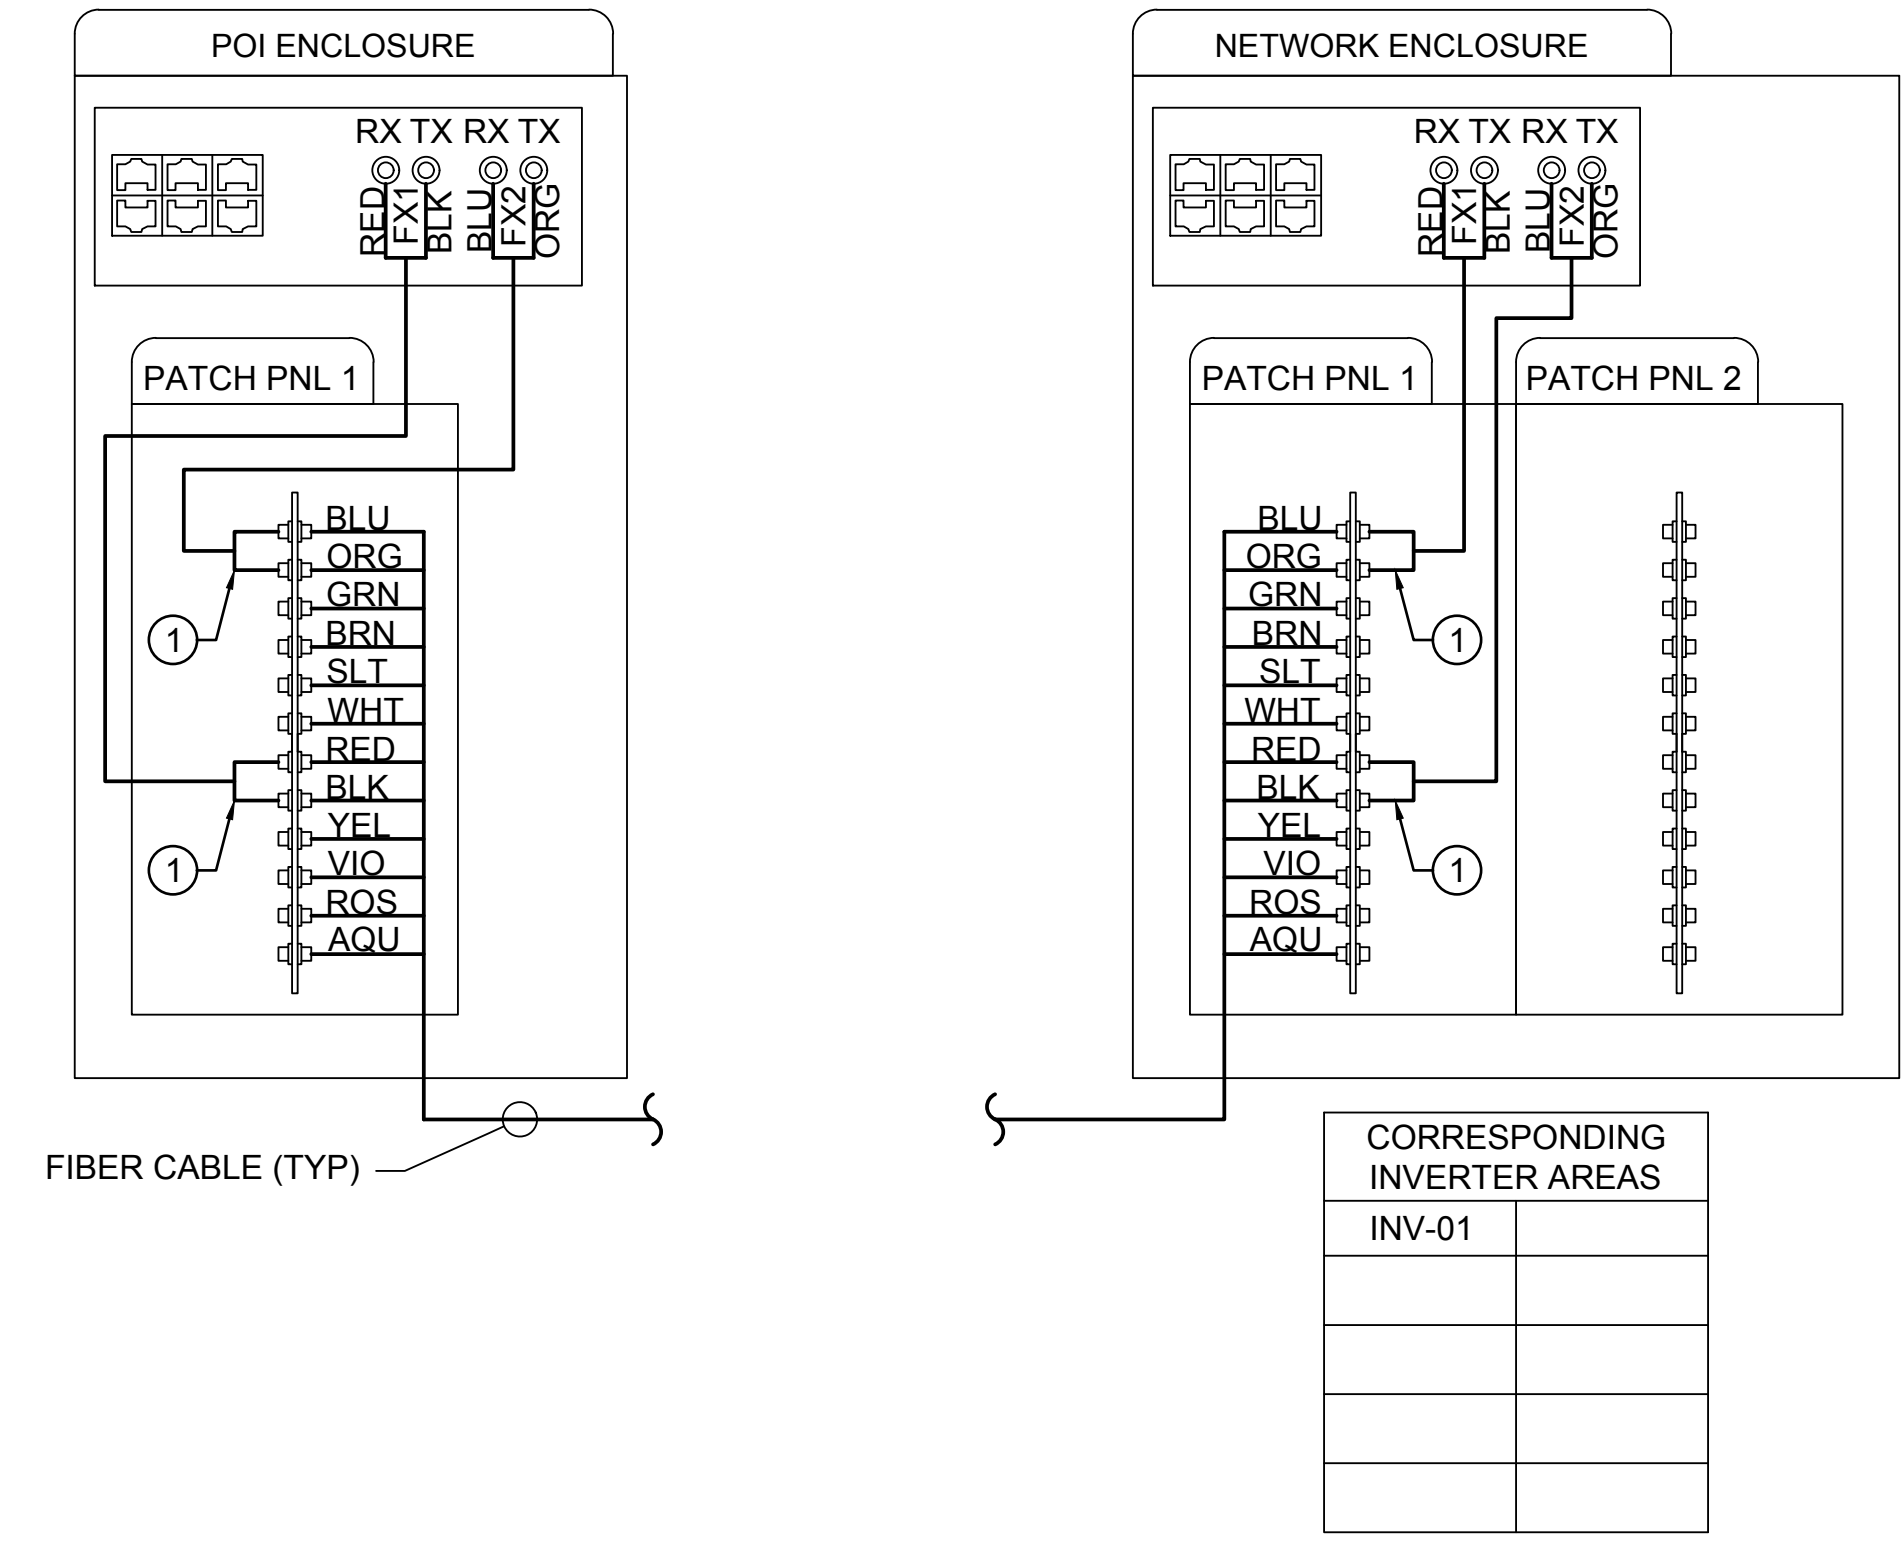 POI ENCLOSURE
RX TX RX TX
RED FX1 BLK BLU FX2 ORG
PATCH PNL 1
BLU
ORG
GRN
BRN
SLT
WHT
RED
BLK
YEL
VIO
ROS
AQU
1
1
FIBER CABLE (TYP)
NETWORK ENCLOSURE
RX TX RX TX
RED FX1 BLK BLU FX2 ORG
PATCH PNL 1
PATCH PNL 2
BLU
ORG
GRN
BRN
SLT
WHT
RED
BLK
YEL
VIO
ROS
AQU
1
1
CORRESPONDING
INVERTER AREAS
INV-01